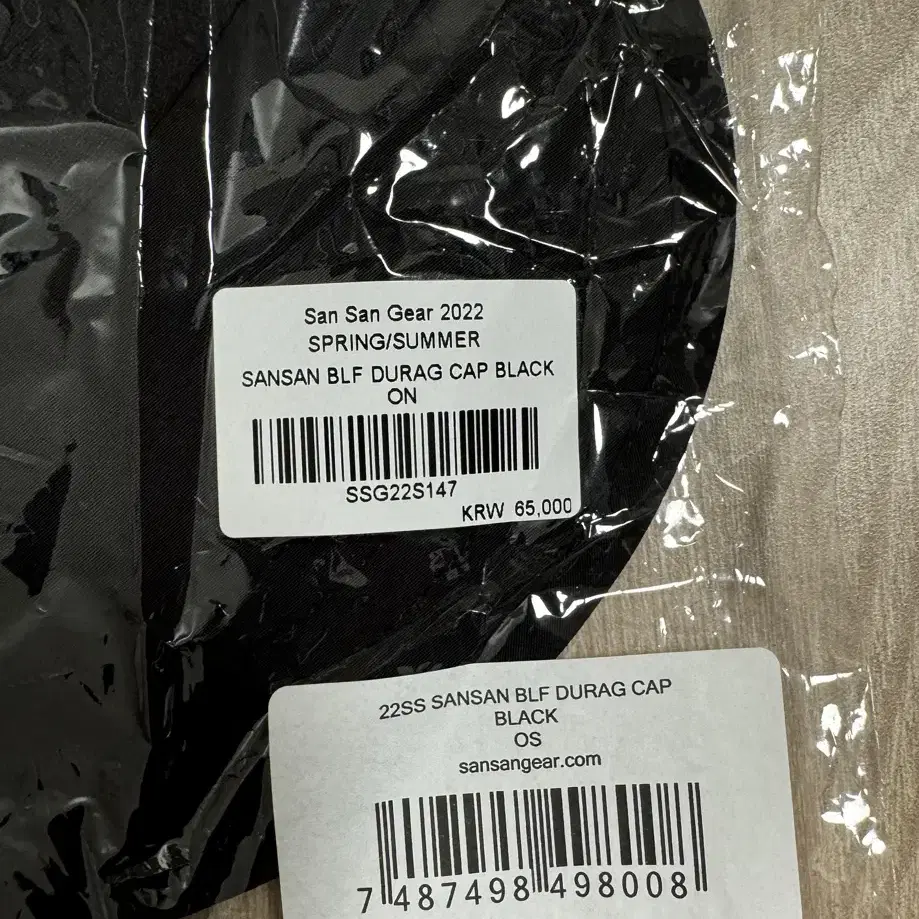 San San Gear 2022
SPRING/SUMMER
SANSAN BLF DURAG CAP BLACK
ON
SSG22S147
KRW 65,000
22SS SANSAN BLF DURAG CAP
BLACK
OS
sansangear.com
7 487498 498008